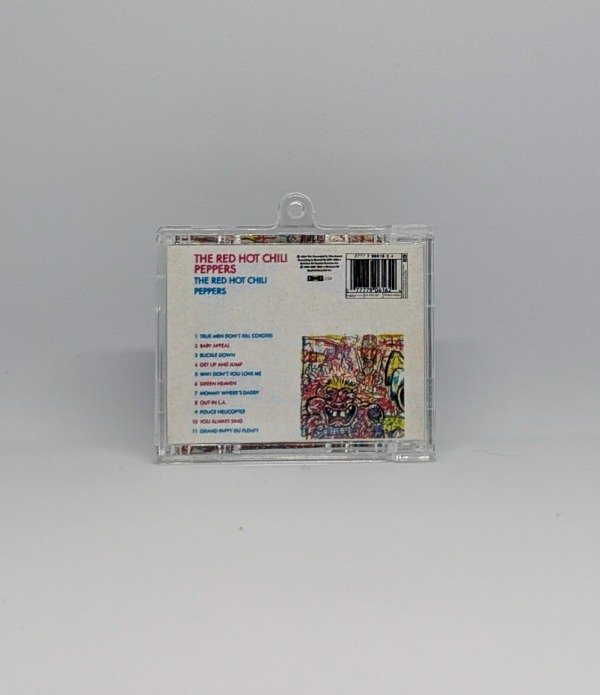 THE RED HOT CHILI
PEPPERS
THE RED HOT CHILI
PEPPERS
1 TRUE MEN DON'T KILL COYOTES
2 BABY APPEAL
3 BUCKLE DOWN
4 GET UP AND JUMP
5 WHY DON'T YOU LOVE ME
6 GREEN HEAVEN
7 MOMMY WHERE'S DADDY
8 OUT IN L.A.
9 POLICE HELICOPTER
10 YOU ALWAYS SING
11 GRAND PAPPY DU PLENTY